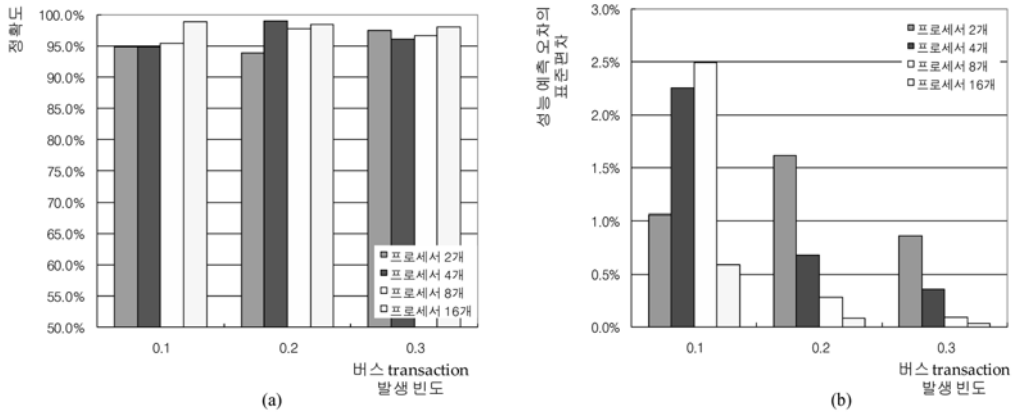 정확도
100.0%
95.0%
90.0%
85.0%
80.0%
75.0%
70.0%
65.0%
60.0%
55.0%
50.0%
프로세서 2개
프로세서 4개
프로세서 8개
프로세서 16개
0.1 0.2 0.3
버스 transaction
발생 빈도
(a)
성능 예측 오차의
표준편차
3.0%
2.5%
2.0%
1.5%
1.0%
0.5%
0.0%
프로세서 2개
프로세서 4개
프로세서 8개
프로세서 16개
0.1 0.2 0.3
버스 transaction
발생 빈도
(b)